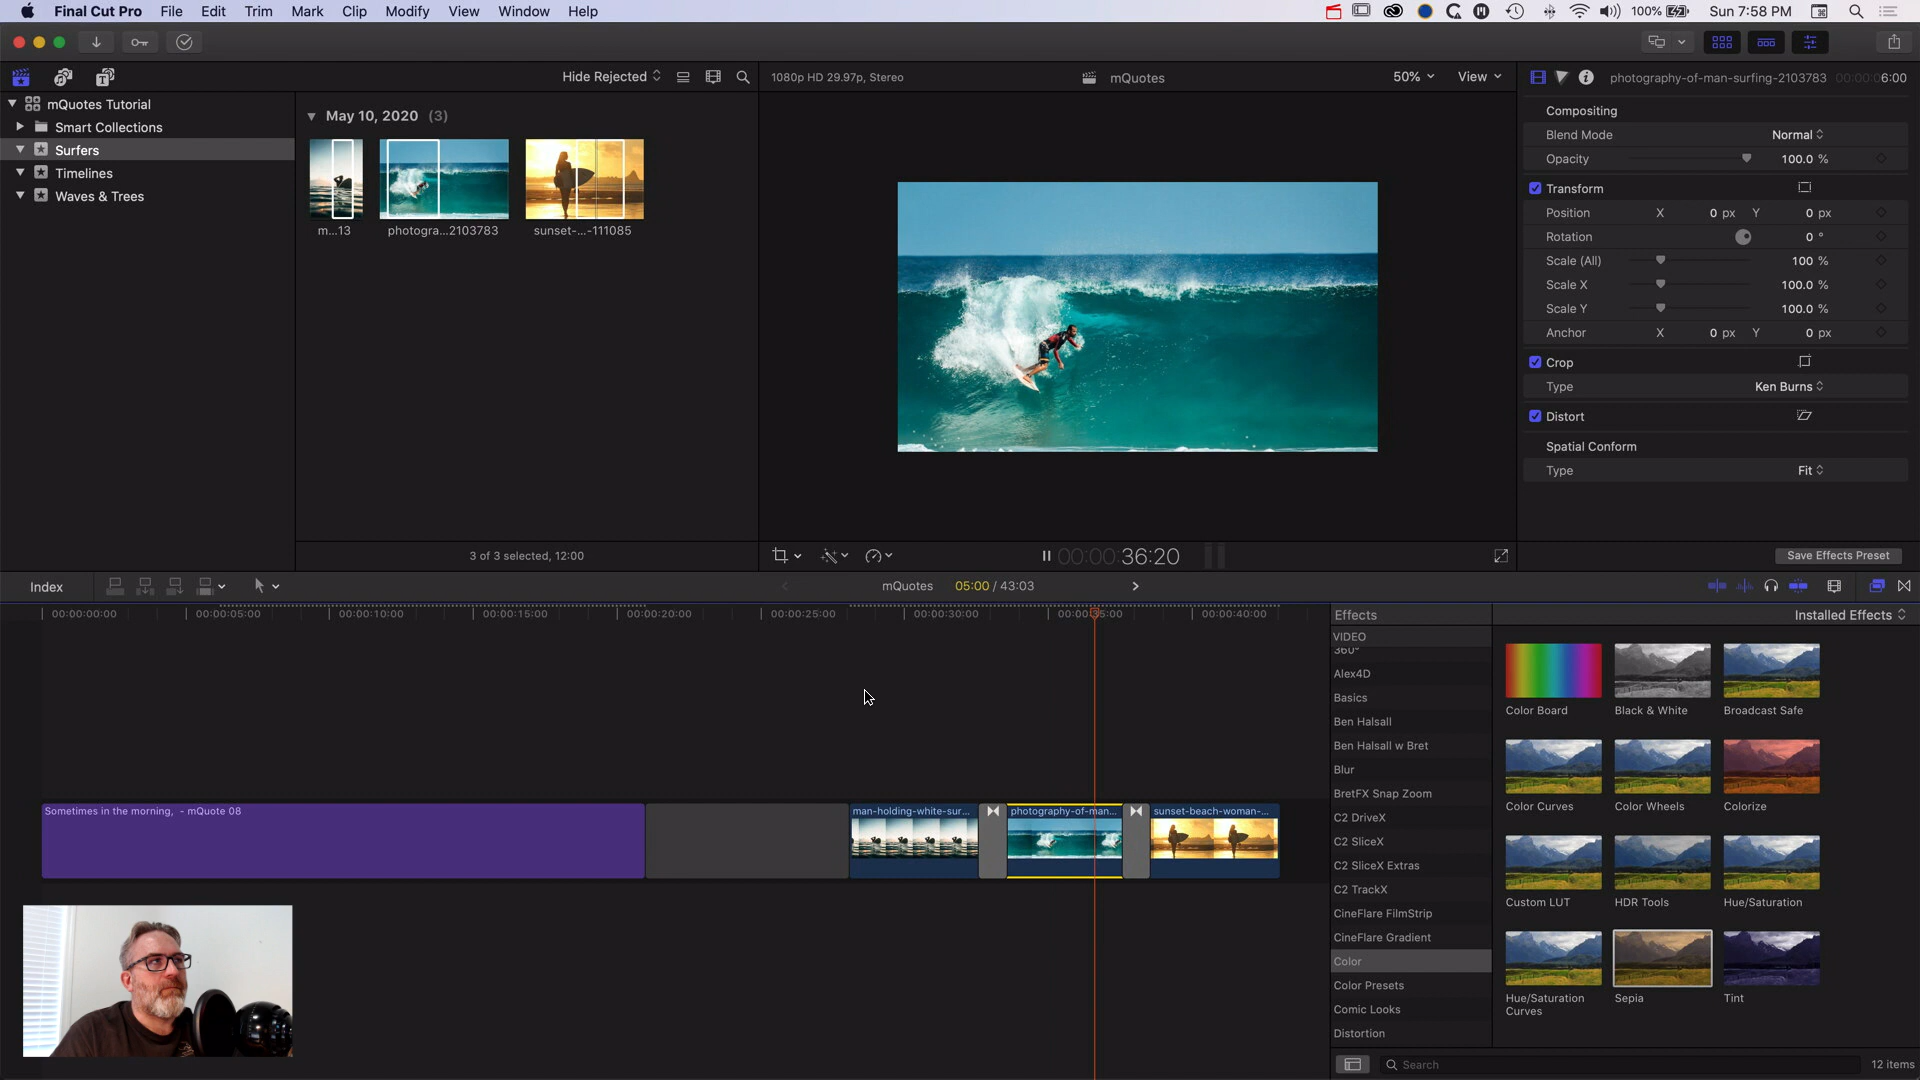 Final Cut Pro File Edit Trim Mark Clip Modify View Window Help
100% Sun 7:58 PM
Hide Rejected
1080p HD 29.97p, Stereo
mQuotes
50% View
photography-of-man-surfing-2103783 00:00:06:00
mQuotes Tutorial
Smart Collections
Surfers
Timelines
Waves & Trees
May 10, 2020 (3)
m...13
photogra...2103783
sunset-...-111085
3 of 3 selected, 12:00
00:00:36:20
Compositing
Blend Mode Normal
Opacity 100.0 %
Transform
Position X 0 px Y 0 px
Rotation 0 °
Scale (All) 100 %
Scale X 100.0 %
Scale Y 100.0 %
Anchor X 0 px Y 0 px
Crop
Type Ken Burns
Distort
Spatial Conform
Type Fit
Save Effects Preset
Index
mQuotes 05:00 / 43:03
00:00:00:00 00:00:05:00 00:00:10:00 00:00:15:00 00:00:20:00 00:00:25:00 00:00:30:00 00:00:35:00 00:00:40:00
Sometimes in the morning, - mQuote 08
man-holding-white-sur...
photography-of-man...
sunset-beach-woman-...
Effects
Installed Effects
VIDEO
360°
Alex4D
Basics
Ben Halsall
Ben Halsall w Bret
Blur
BretFX Snap Zoom
C2 DriveX
C2 SliceX
C2 SliceX Extras
C2 TrackX
CineFlare FilmStrip
CineFlare Gradient
Color
Color Presets
Comic Looks
Distortion
Color Board
Black & White
Broadcast Safe
Color Curves
Color Wheels
Colorize
Custom LUT
HDR Tools
Hue/Saturation
Hue/Saturation
Curves
Sepia
Tint
Search
12 items